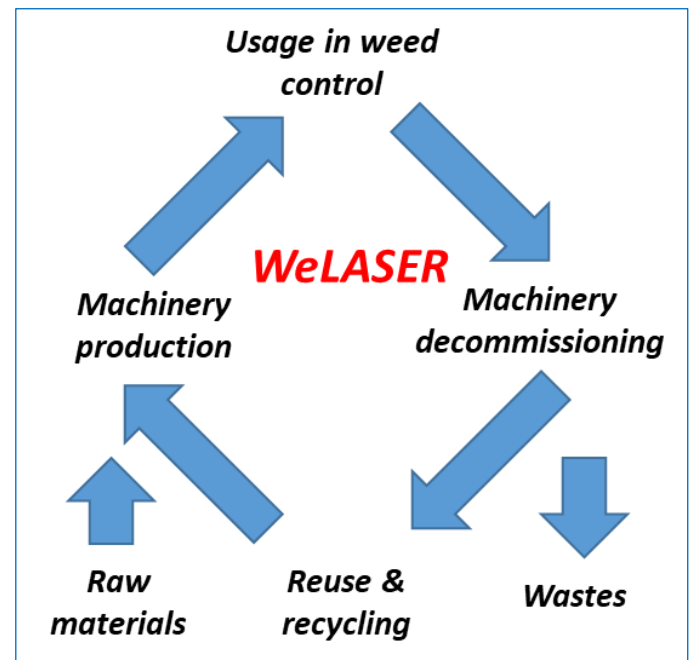 Usage in weed
control
WeLASER
Machinery
production
Machinery
decommissioning
Raw
materials
Reuse &
recycling
Wastes